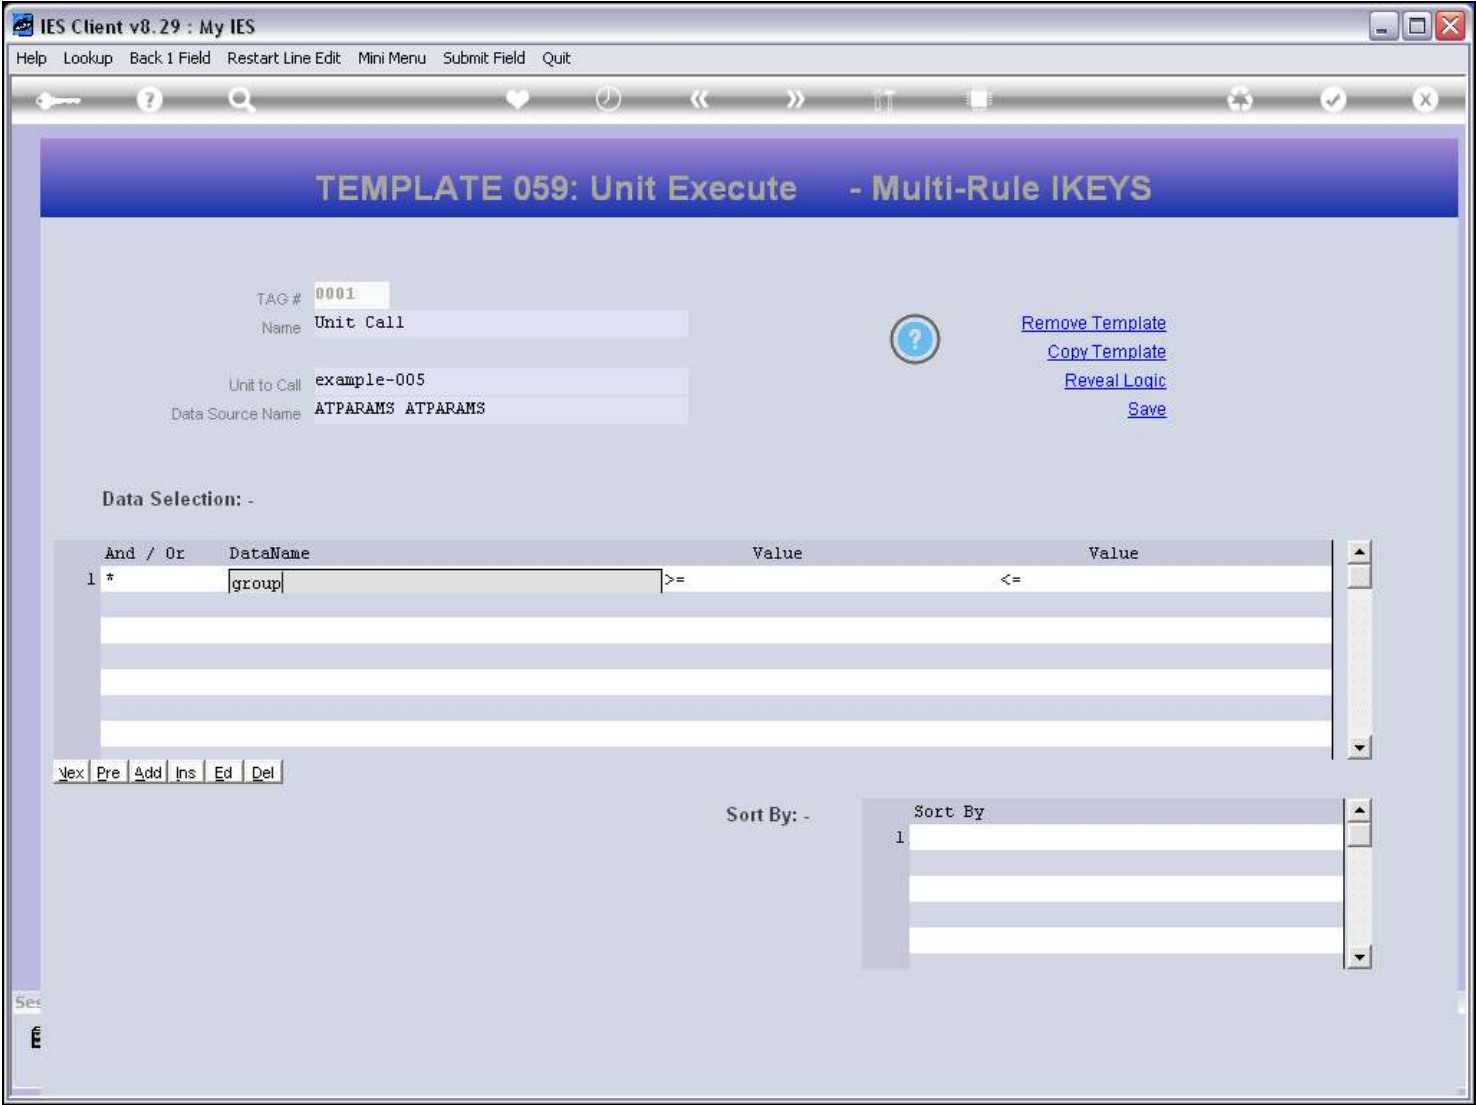 IES Client v8.29 : My IES
Help Lookup Back 1 Field Restart Line Edit Mini Menu Submit Field Quit
TEMPLATE 059: Unit Execute - Multi-Rule IKEYS
TAG # 0001
Name Unit Call
Remove Template
Copy Template
Unit to Call example-005
Reveal Logic
Data Source Name ATPARAMS ATPARAMS
Save
Data Selection: -
And / Or DataName Value Value
1 * group >= <=
Nex Pre Add Ins Ed Del
Sort By: -
Sort By
1
Ses